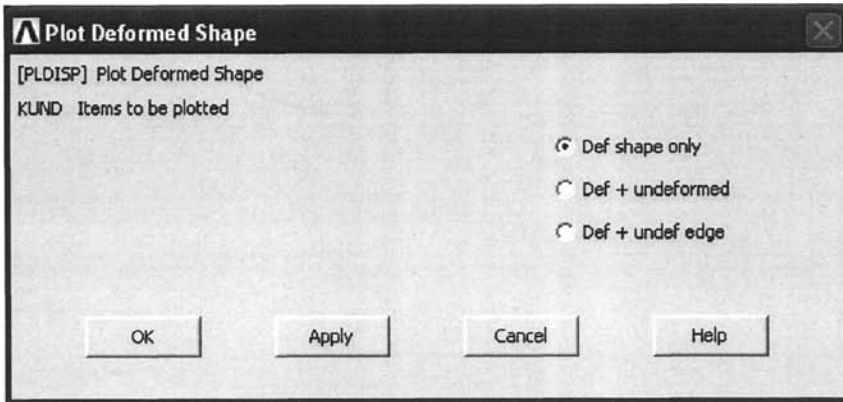 Plot Deformed Shape
[PLDISP] Plot Deformed Shape
KUND Items to be plotted
Def shape only
Def + undeformed
Def + undef edge
OK Apply Cancel Help